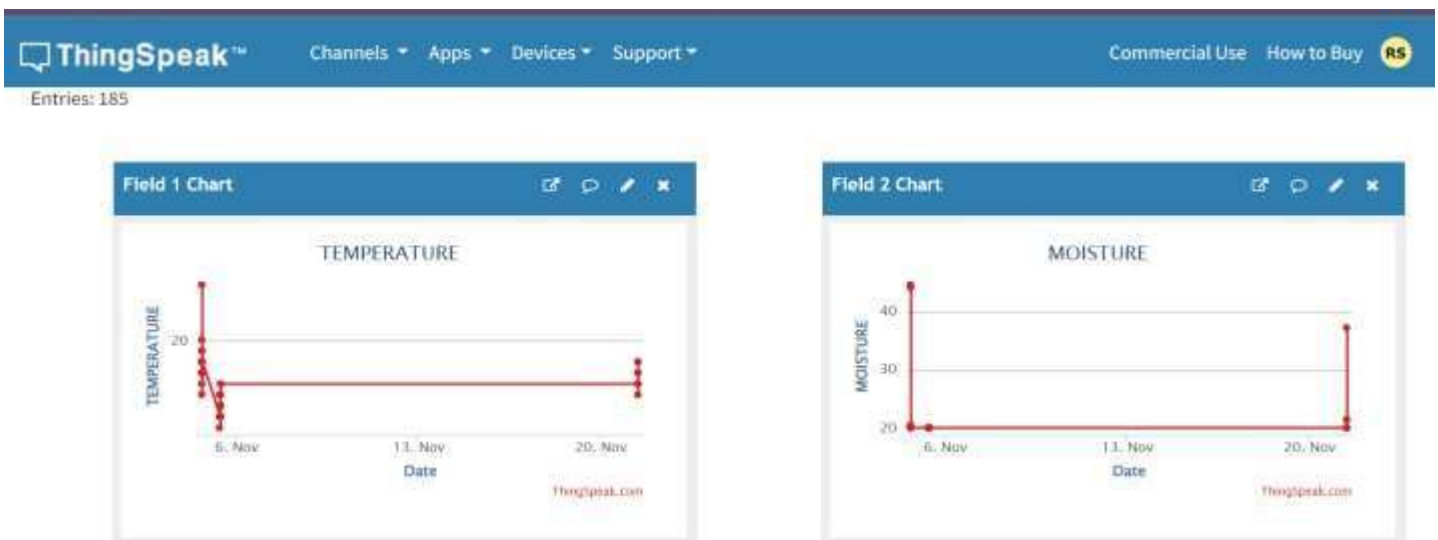 ThingSpeak™ Channels Apps Devices Support Commercial Use How to Buy RS
Entries: 185
Field 1 Chart
TEMPERATURE
TEMPERATURE
20
6. Nov 13. Nov 20. Nov
Date
ThingSpeak.com
Field 2 Chart
MOISTURE
MOISTURE
40
30
20
6. Nov 13. Nov 20. Nov
Date
ThingSpeak.com